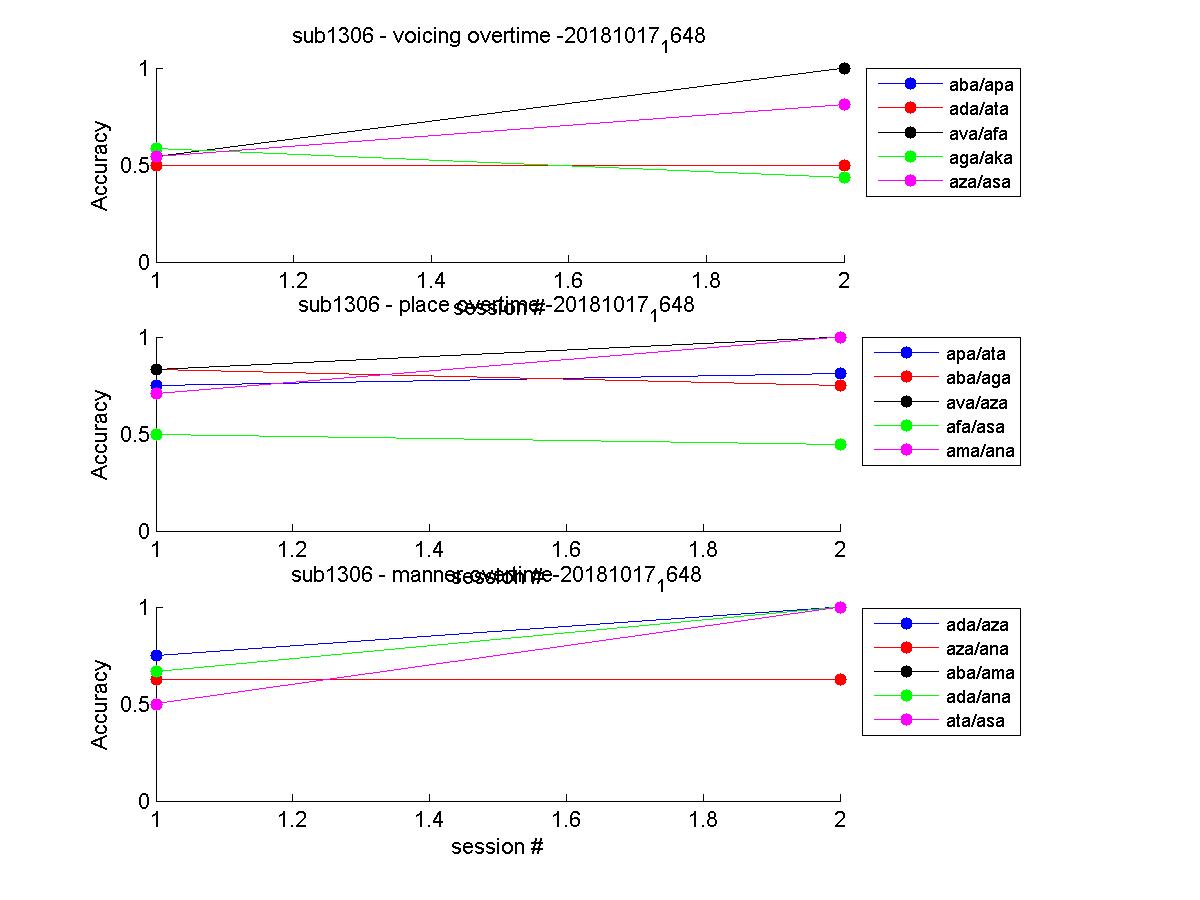 sub1306 - voicing overtime -20181017₁648
1
0.5
0
Accuracy
1 1.2 1.4 1.6 1.8 2
session #
aba/apa
ada/ata
ava/afa
aga/aka
aza/asa
sub1306 - place overtime -20181017₁648
1
0.5
0
Accuracy
1 1.2 1.4 1.6 1.8 2
session #
apa/ata
aba/aga
ava/aza
afa/asa
ama/ana
sub1306 - manner overtime -20181017₁648
1
0.5
0
Accuracy
1 1.2 1.4 1.6 1.8 2
session #
ada/aza
aza/ana
aba/ama
ada/ana
ata/asa